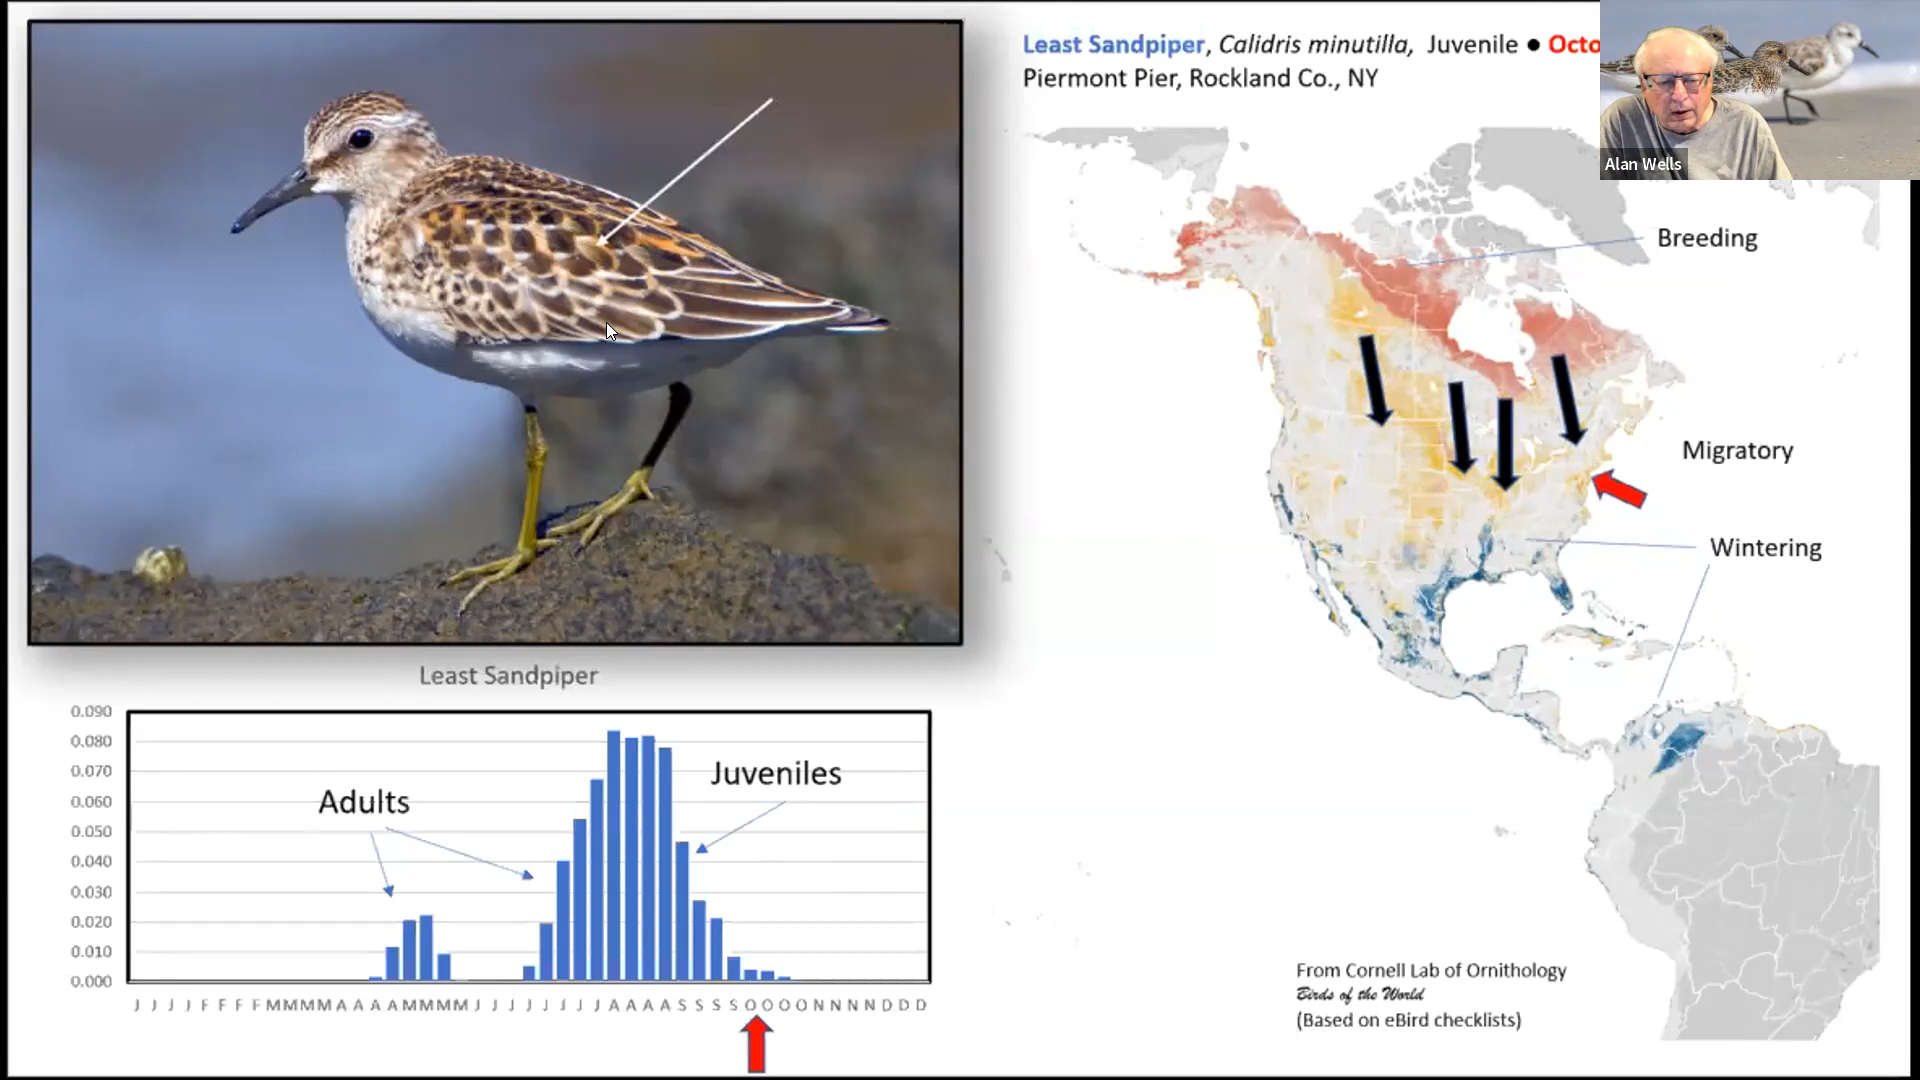 Least Sandpiper, Calidris minutilla, Juvenile ● Octo
Piermont Pier, Rockland Co., NY
Alan Wells
Breeding
Migratory
Wintering
Least Sandpiper
0.090
0.080
0.070
0.060
0.050
0.040
0.030
0.020
0.010
0.000
Adults
Juveniles
J J J J F F F F M M M M A A A A M M M M J J J J J J J J A A A A S S S S O O O O N N N N D D D D
From Cornell Lab of Ornithology
Birds of the World
(Based on eBird checklists)